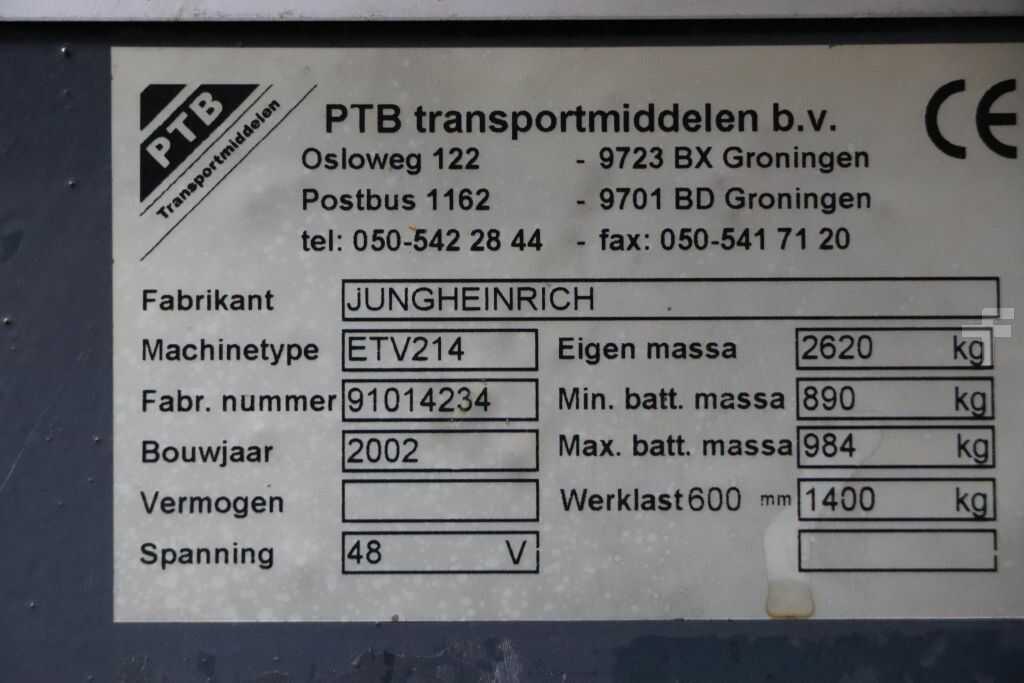 PTB
Transportmiddelen
PTB transportmiddelen b.v.
CE
Osloweg 122 - 9723 BX Groningen
Postbus 1162 - 9701 BD Groningen
tel: 050-542 28 44 - fax: 050-541 71 20
Fabrikant JUNGHEINRICH
Machinetype ETV214 Eigen massa 2620 kg
Fabr. nummer 91014234 Min. batt. massa 890 kg
Bouwjaar 2002 Max. batt. massa 984 kg
Vermogen Werklast 600 mm 1400 kg
Spanning 48 V